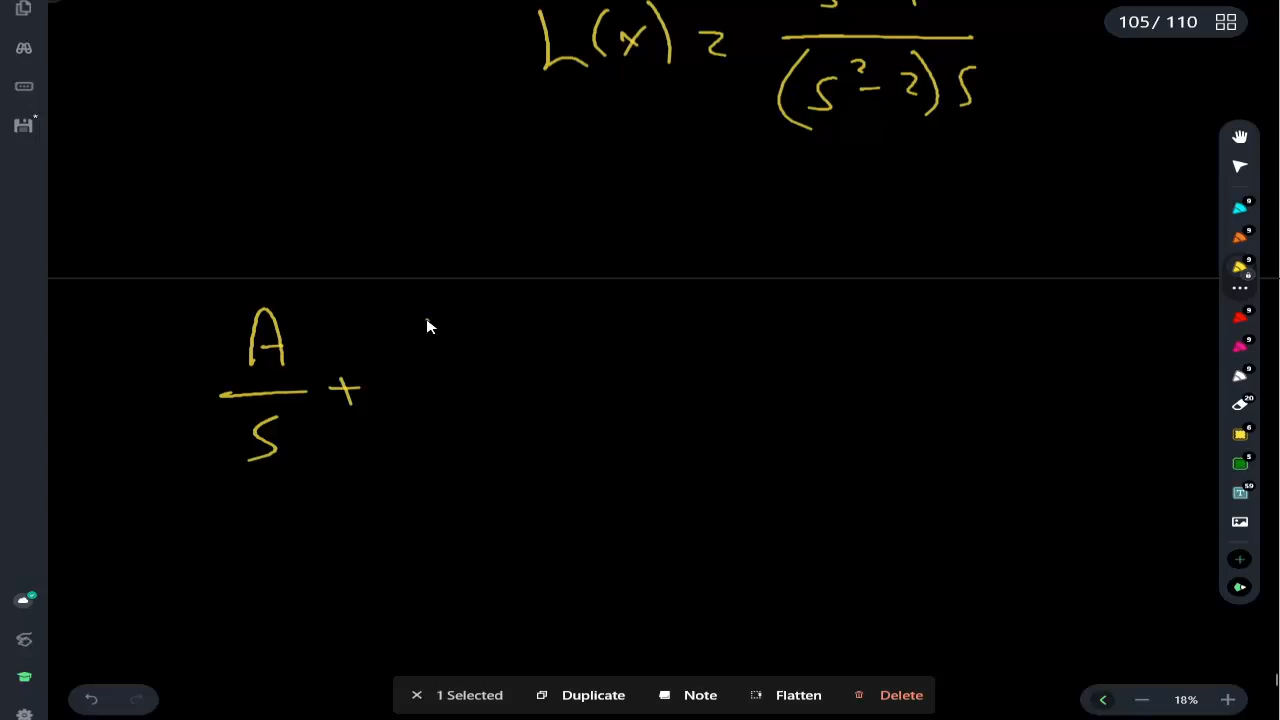 105/ 110
L(x) = 
(s² - 2) s
A
s
+
1 Selected
Duplicate
Note
Flatten
Delete
18%